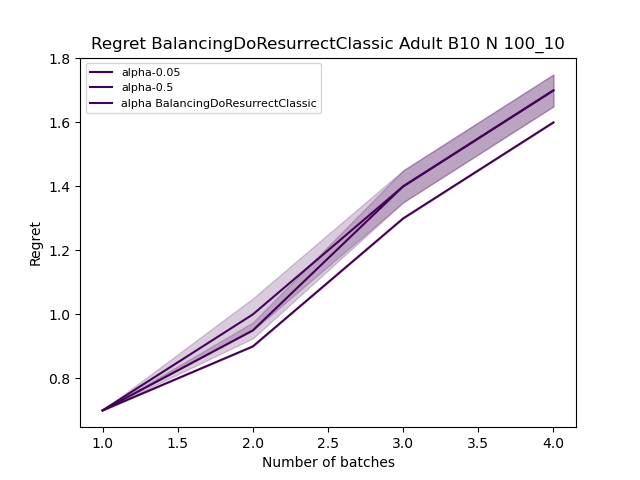 Regret BalancingDoResurrectClassic Adult B10 N 100_10
alpha-0.05
alpha-0.5
alpha BalancingDoResurrectClassic
1.8
1.6
1.4
1.2
1.0
0.8
Regret
1.0 1.5 2.0 2.5 3.0 3.5 4.0
Number of batches